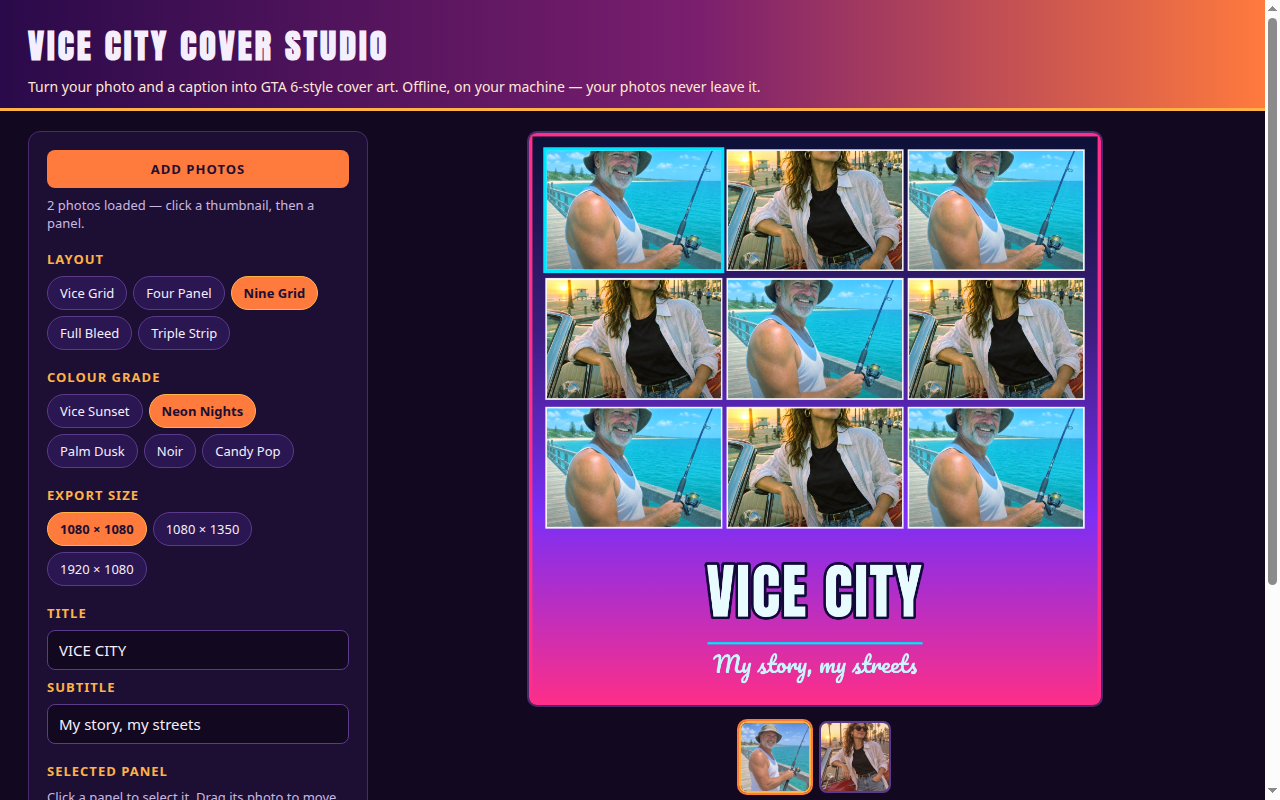 VICE CITY COVER STUDIO
Turn your photo and a caption into GTA 6-style cover art. Offline, on your machine — your photos never leave it.
ADD PHOTOS
2 photos loaded — click a thumbnail, then a
panel.
LAYOUT
Vice Grid
Four Panel
Nine Grid
Full Bleed
Triple Strip
COLOUR GRADE
Vice Sunset
Neon Nights
Palm Dusk
Noir
Candy Pop
EXPORT SIZE
1080 × 1080
1080 × 1350
1920 × 1080
TITLE
VICE CITY
SUBTITLE
My story, my streets
SELECTED PANEL
Click a panel to select it. Drag its photo to move
VICE CITY
My story, my streets